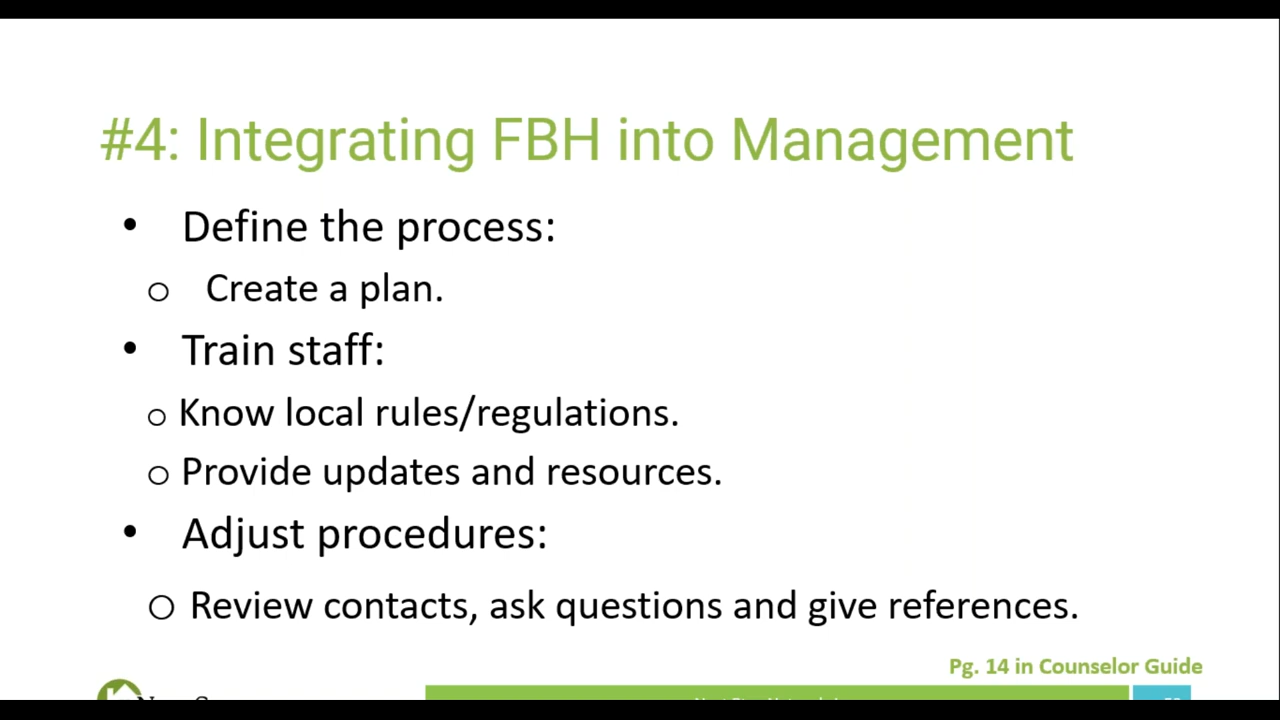 #4: Integrating FBH into Management
• Define the process:
o Create a plan.
• Train staff:
o Know local rules/regulations.
o Provide updates and resources.
• Adjust procedures:
o Review contacts, ask questions and give references.
Pg. 14 in Counselor Guide